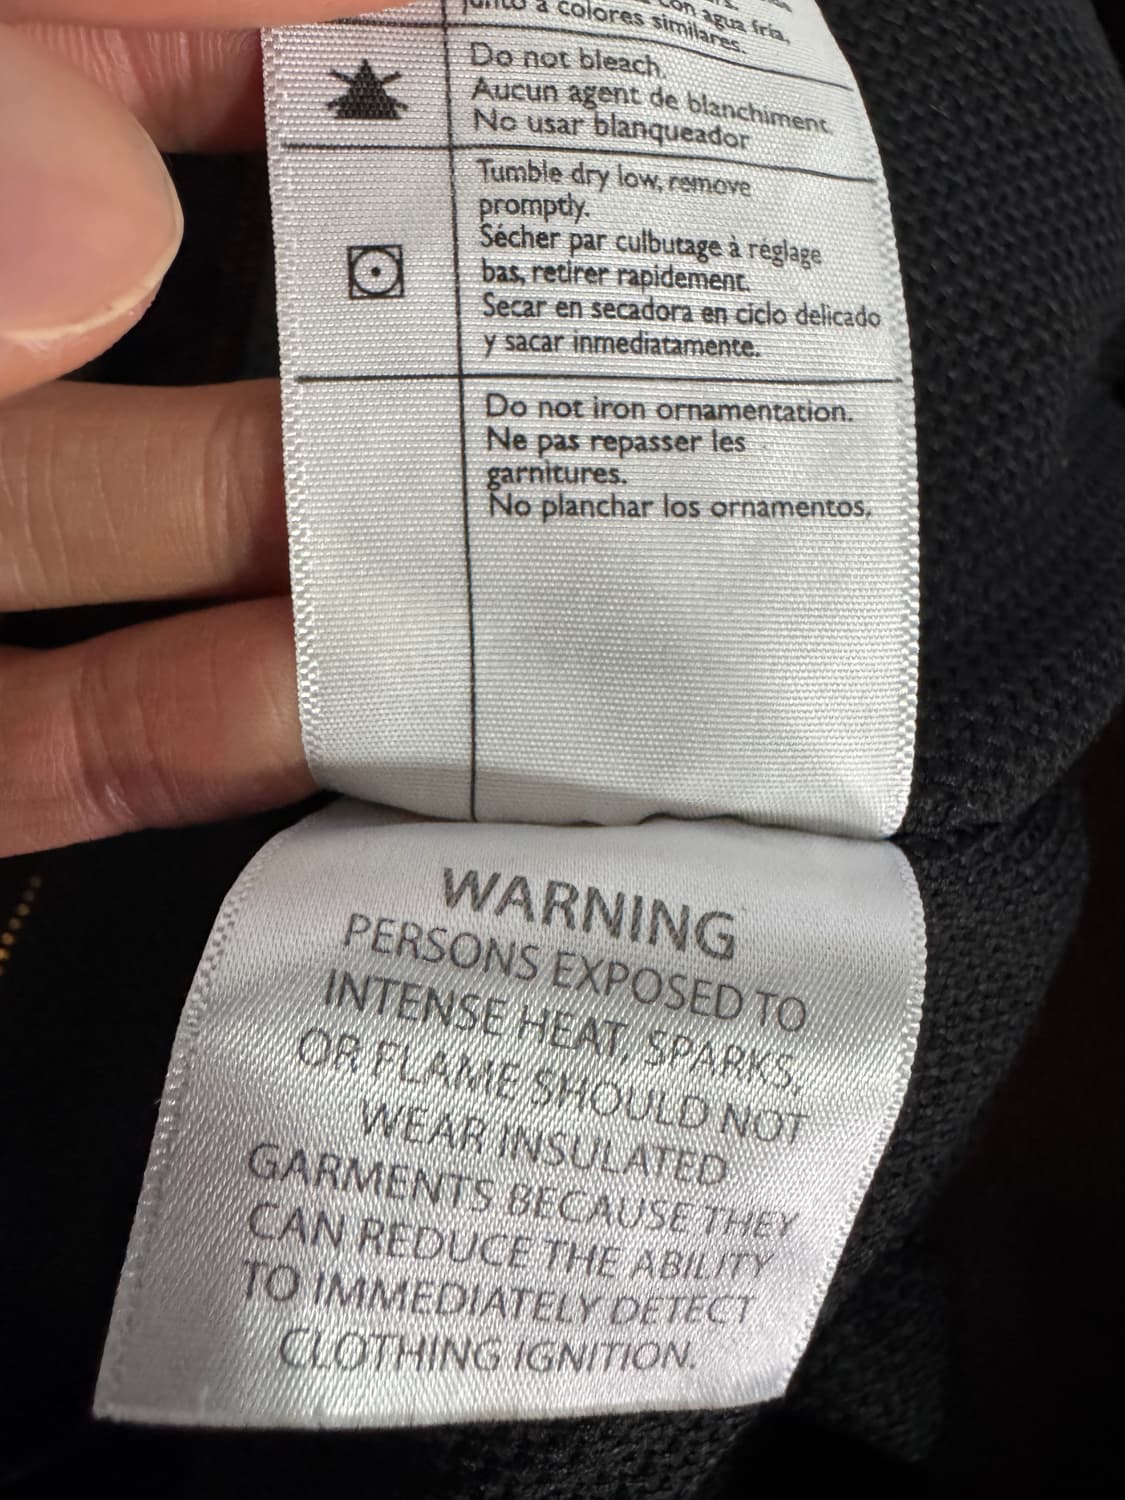 con agua fría,
junto a colores similares.
Do not bleach.
Aucun agent de blanchiment.
No usar blanqueador
Tumble dry low, remove
promptly.
Sécher par culbutage à réglage
bas, retirer rapidement.
Secar en secadora en ciclo delicado
y sacar inmediatamente.
Do not iron ornamentation.
Ne pas repasser les
garnitures.
No planchar los ornamentos.
WARNING
PERSONS EXPOSED TO
INTENSE HEAT, SPARKS,
OR FLAME SHOULD NOT
WEAR INSULATED
GARMENTS BECAUSE THEY
CAN REDUCE THE ABILITY
TO IMMEDIATELY DETECT
CLOTHING IGNITION.